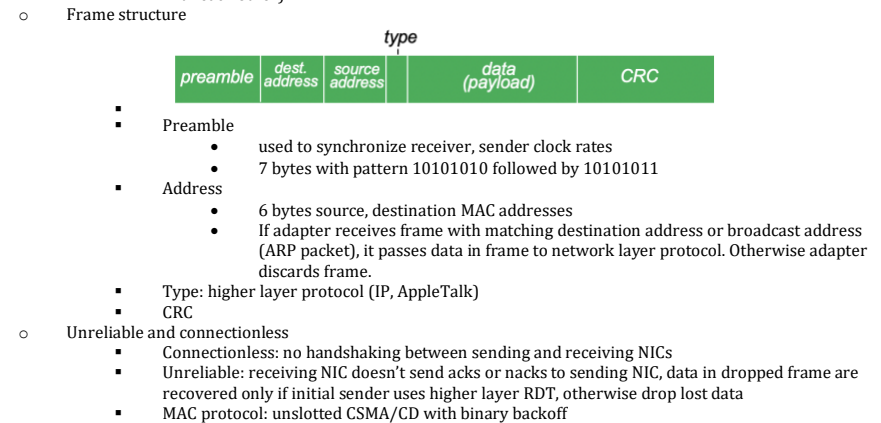 o Frame structure
type
preamble dest. address source address data (payload) CRC
▪
▪ Preamble
• used to synchronize receiver, sender clock rates
• 7 bytes with pattern 10101010 followed by 10101011
▪ Address
• 6 bytes source, destination MAC addresses
• If adapter receives frame with matching destination address or broadcast address
(ARP packet), it passes data in frame to network layer protocol. Otherwise adapter
discards frame.
▪ Type: higher layer protocol (IP, AppleTalk)
▪ CRC
o Unreliable and connectionless
▪ Connectionless: no handshaking between sending and receiving NICs
▪ Unreliable: receiving NIC doesn't send acks or nacks to sending NIC, data in dropped frame are
recovered only if initial sender uses higher layer RDT, otherwise drop lost data
▪ MAC protocol: unslotted CSMA/CD with binary backoff